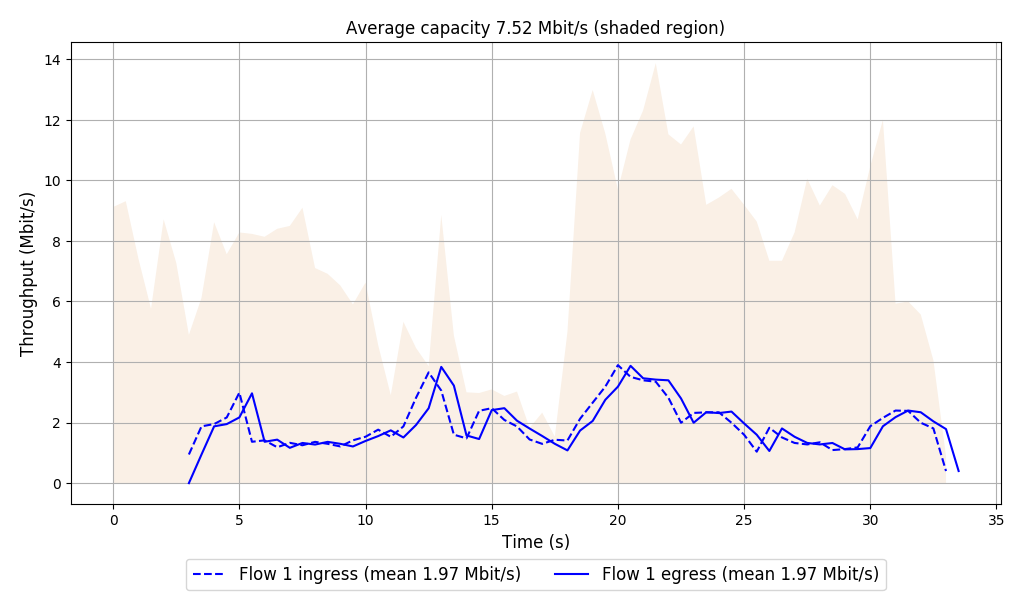 Average capacity 7.52 Mbit/s (shaded region)
14
12
10
8
6
4
2
0
Throughput (Mbit/s)
0 5 10 15 20 25 30 35
Time (s)
Flow 1 ingress (mean 1.97 Mbit/s) Flow 1 egress (mean 1.97 Mbit/s)